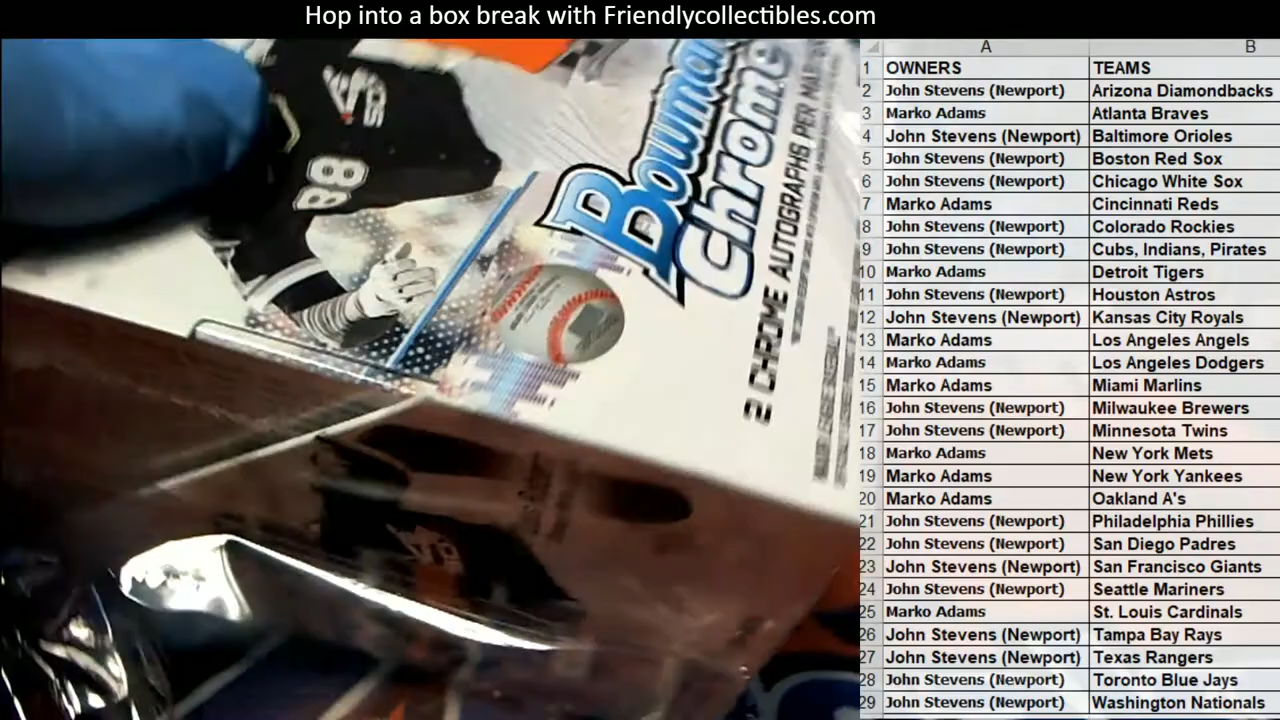 Hop into a box break with Friendlycollectibles.com
Bowman
Chrome
2 CHROME AUTOGRAPHS PER
SOX
88
A B
1 OWNERS TEAMS
2 John Stevens (Newport) Arizona Diamondbacks
3 Marko Adams Atlanta Braves
4 John Stevens (Newport) Baltimore Orioles
5 John Stevens (Newport) Boston Red Sox
6 John Stevens (Newport) Chicago White Sox
7 Marko Adams Cincinnati Reds
8 John Stevens (Newport) Colorado Rockies
9 John Stevens (Newport) Cubs, Indians, Pirates
10 Marko Adams Detroit Tigers
11 John Stevens (Newport) Houston Astros
12 John Stevens (Newport) Kansas City Royals
13 Marko Adams Los Angeles Angels
14 Marko Adams Los Angeles Dodgers
15 Marko Adams Miami Marlins
16 John Stevens (Newport) Milwaukee Brewers
17 John Stevens (Newport) Minnesota Twins
18 Marko Adams New York Mets
19 Marko Adams New York Yankees
20 Marko Adams Oakland A's
21 John Stevens (Newport) Philadelphia Phillies
22 John Stevens (Newport) San Diego Padres
23 John Stevens (Newport) San Francisco Giants
24 John Stevens (Newport) Seattle Mariners
25 Marko Adams St. Louis Cardinals
26 John Stevens (Newport) Tampa Bay Rays
27 John Stevens (Newport) Texas Rangers
28 John Stevens (Newport) Toronto Blue Jays
29 John Stevens (Newport) Washington Nationals